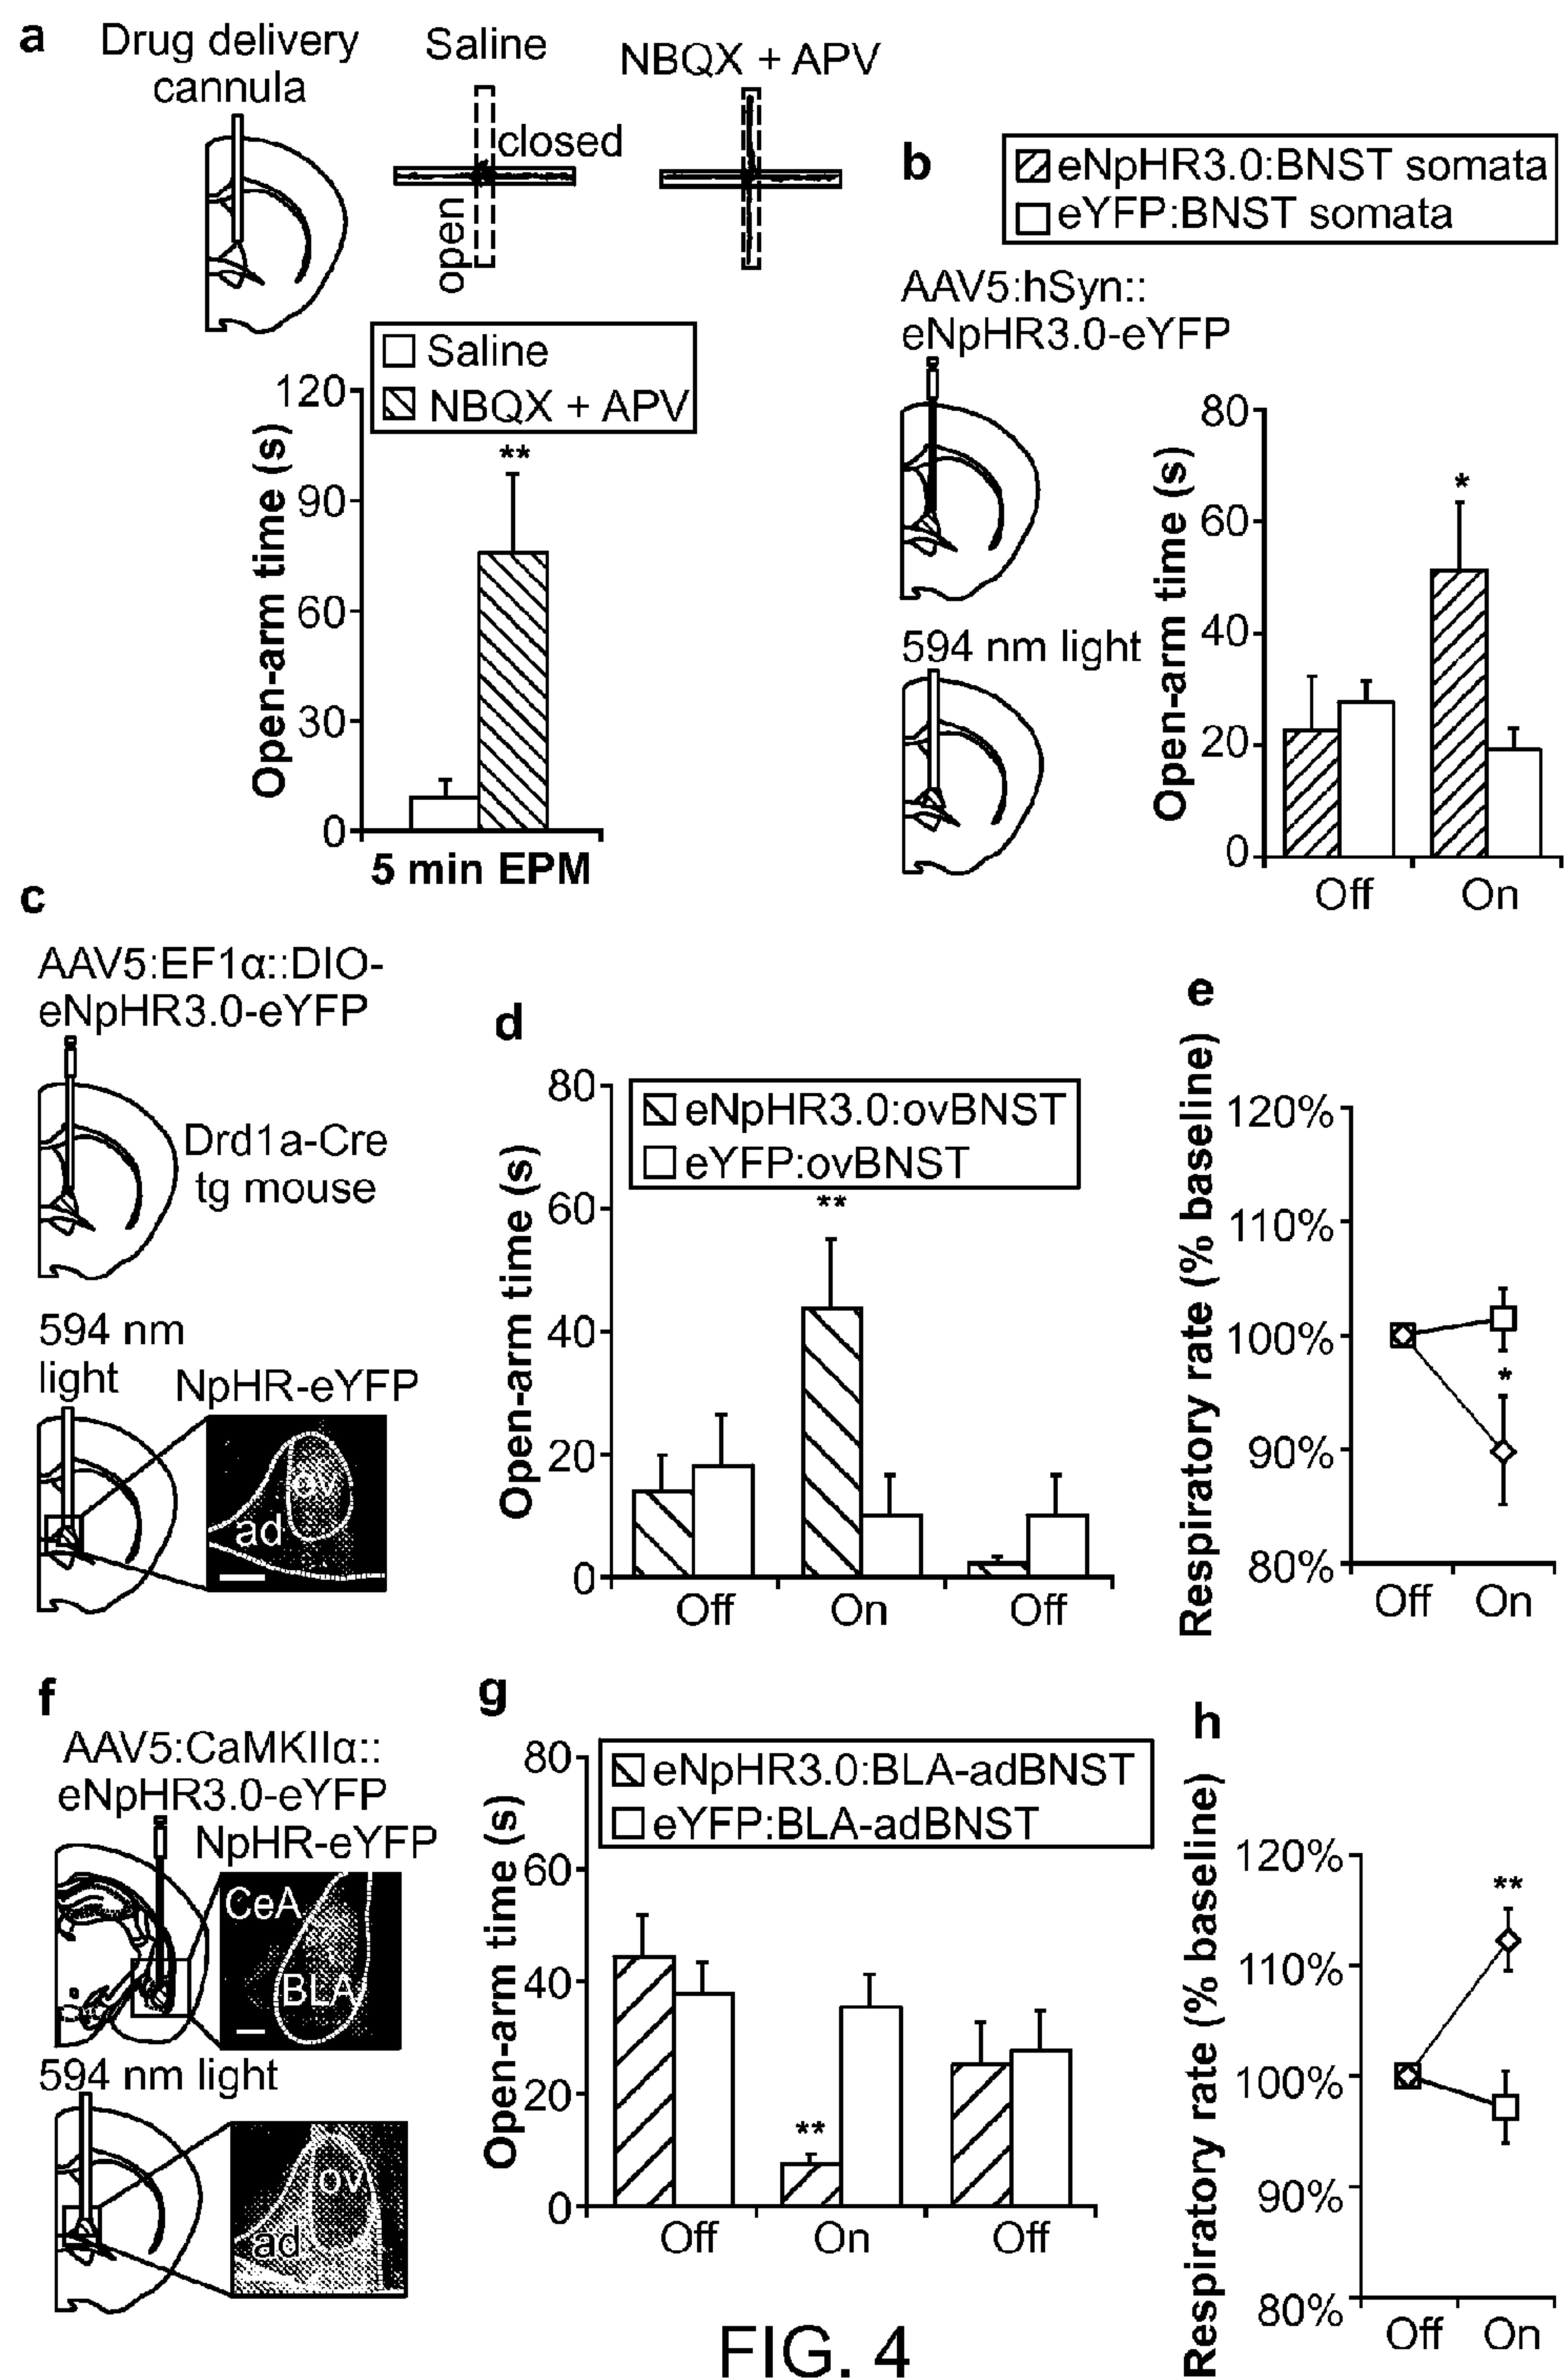 a
Drug delivery
cannula
Saline
closed
open
NBQX + APV
Saline
NBQX + APV
Open-arm time (s)
120
90
60
30
0
**
5 min EPM
b
eNpHR3.0:BNST somata
eYFP:BNST somata
AAV5:hSyn::
eNpHR3.0-eYFP
594 nm light
Open-arm time (s)
80
60
40
20
0
*
Off On
c
AAV5:EF1α::DIO-
eNpHR3.0-eYFP
Drd1a-Cre
tg mouse
594 nm
light
NpHR-eYFP
ov
ad
d
eNpHR3.0:ovBNST
eYFP:ovBNST
Open-arm time (s)
80
60
40
20
0
**
Off On Off
e
Respiratory rate (% baseline)
120%
110%
100%
90%
80%
*
Off On
f
AAV5:CaMKIIα::
eNpHR3.0-eYFP
NpHR-eYFP
CeA
BLA
594 nm light
ov
ad
g
eNpHR3.0:BLA-adBNST
eYFP:BLA-adBNST
Open-arm time (s)
80
60
40
20
0
**
Off On Off
h
Respiratory rate (% baseline)
120%
110%
100%
90%
80%
**
Off On
FIG. 4